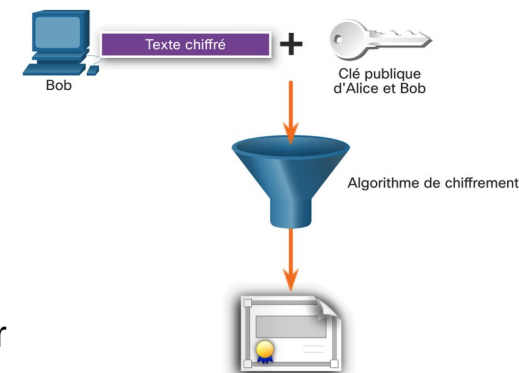 Texte chiffré
Bob
Clé publique
d'Alice et Bob
Algorithme de chiffrement
r